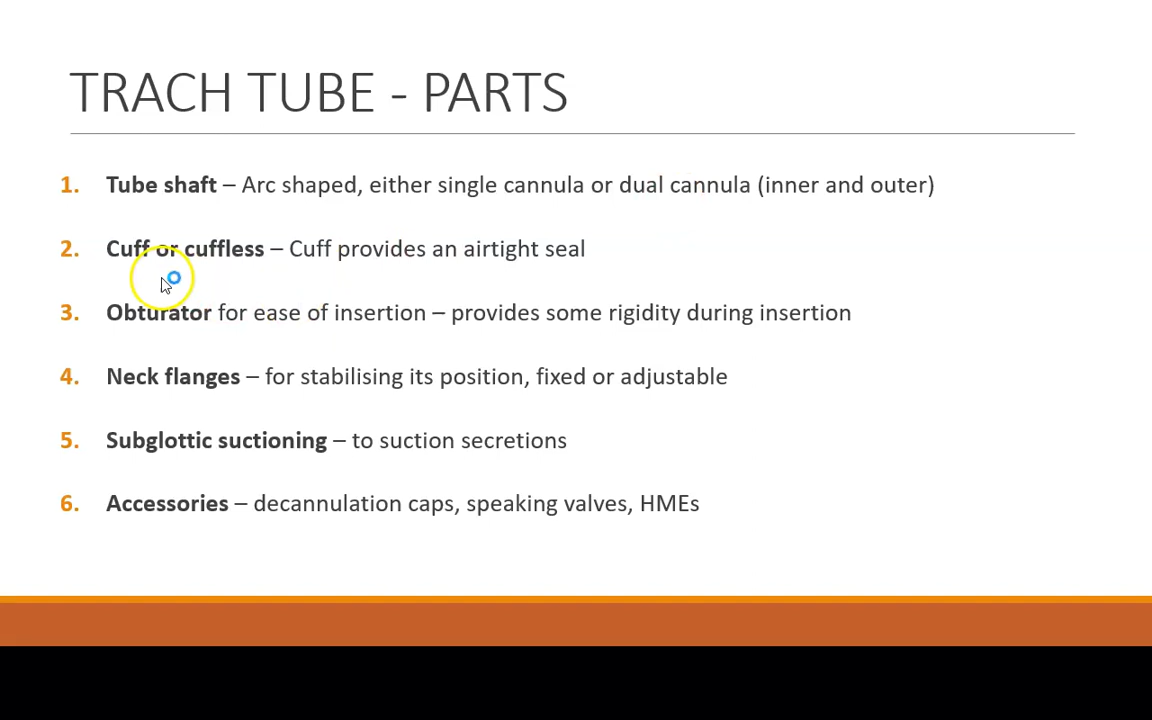 TRACH TUBE - PARTS
1. Tube shaft – Arc shaped, either single cannula or dual cannula (inner and outer)
2. Cuff or cuffless – Cuff provides an airtight seal
3. Obturator for ease of insertion – provides some rigidity during insertion
4. Neck flanges – for stabilising its position, fixed or adjustable
5. Subglottic suctioning – to suction secretions
6. Accessories – decannulation caps, speaking valves, HMEs